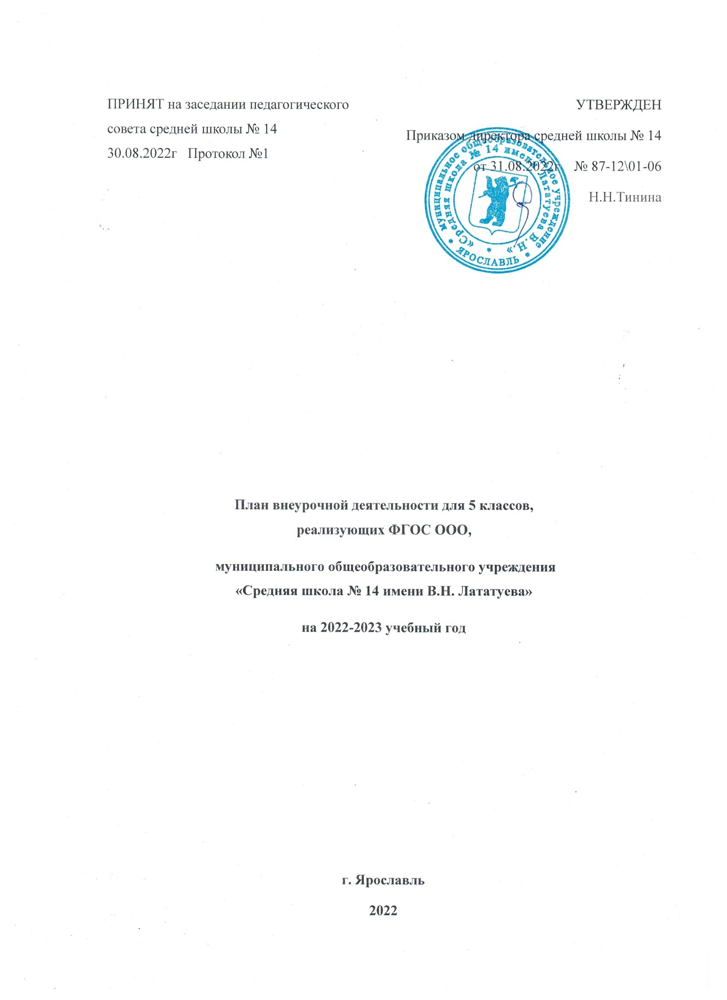 ПРИНЯТ на заседании педагогического
совета средней школы № 14
30.08.2022г Протокол №1
УТВЕРЖДЕН
Приказом директора средней школы № 14
от 31.08.2022г № 87-12\01-06
Н.Н.Тинина
Муниципальное общеобразовательное учреждение
* ЯРОСЛАВЛЬ *
«Средняя школа № 14 имени Лататуева В.Н.» *
План внеурочной деятельности для 5 классов,
реализующих ФГОС ООО,
муниципального общеобразовательного учреждения
«Средняя школа № 14 имени В.Н. Лататуева»
на 2022-2023 учебный год
г. Ярославль
2022